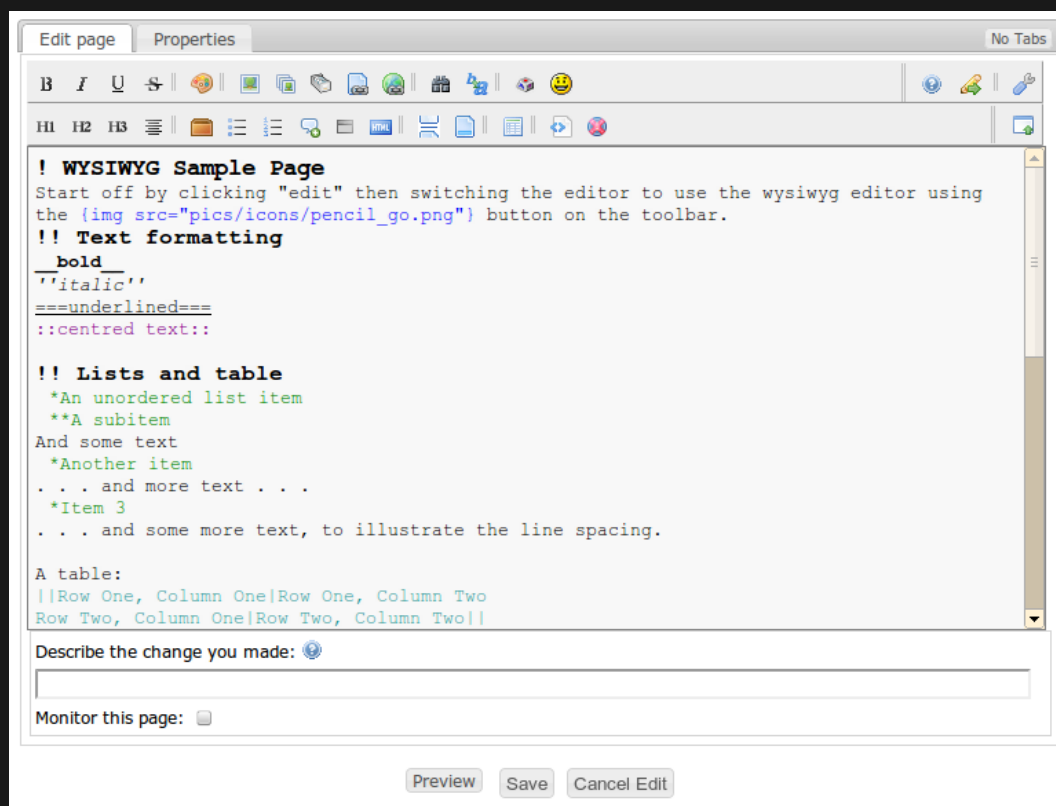 Edit page Properties No Tabs
B I U S
H1 H2 H3 HTML
! WYSIWYG Sample Page
Start off by clicking "edit" then switching the editor to use the wysiwyg editor using
the {img src="pics/icons/pencil_go.png"} button on the toolbar.
!! Text formatting
__bold__
''italic''
===underlined===
::centred text::
!! Lists and table
*An unordered list item
**A subitem
And some text
*Another item
. . . and more text . . .
*Item 3
. . . and some more text, to illustrate the line spacing.
A table:
||Row One, Column One|Row One, Column Two
Row Two, Column One|Row Two, Column Two||
Describe the change you made:
Monitor this page:
Preview Save Cancel Edit